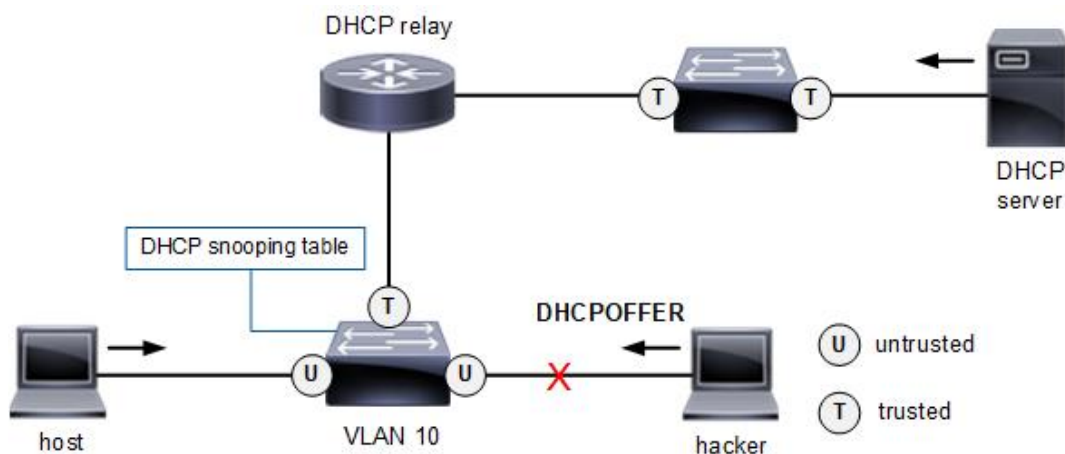 DHCP relay
T
T
DHCP
server
DHCP snooping table
T
DHCPOFFER
U
U
U untrusted
T trusted
host
VLAN 10
hacker